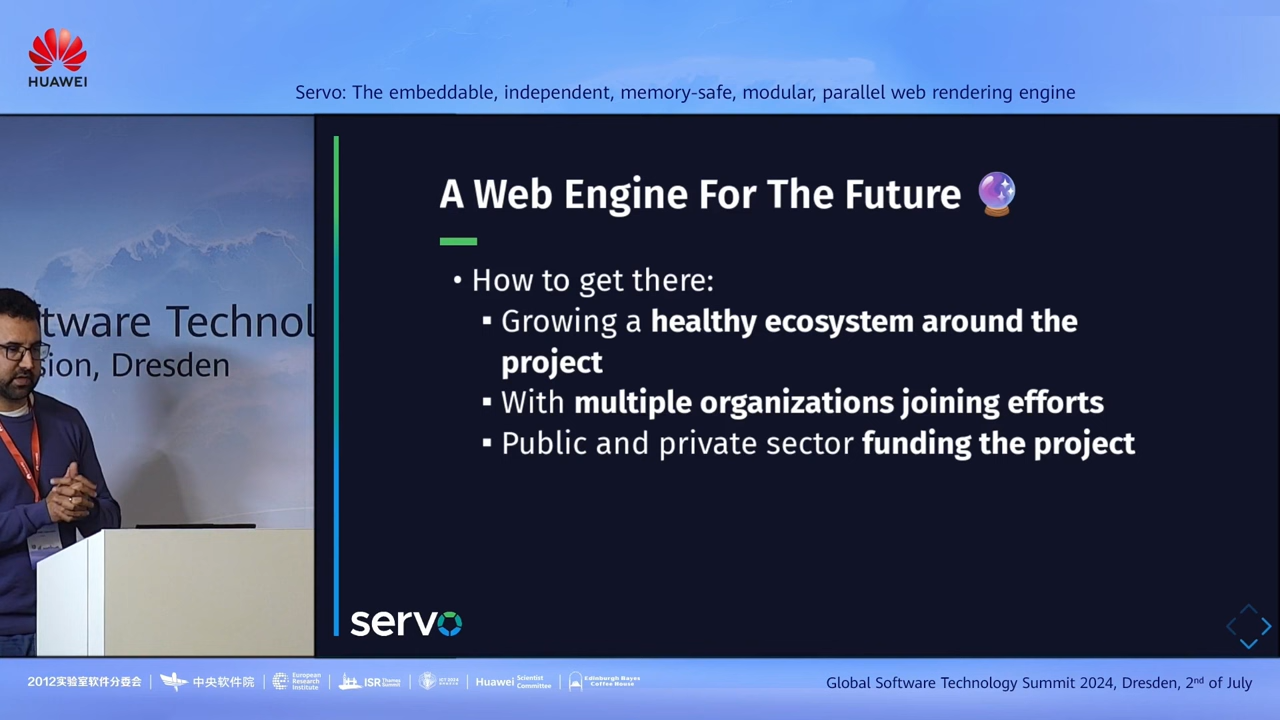 HUAWEI
Servo: The embeddable, independent, memory-safe, modular, parallel web rendering engine
tware Technol
sion, Dresden
A Web Engine For The Future
• How to get there:
▪ Growing a healthy ecosystem around the
project
▪ With multiple organizations joining efforts
▪ Public and private sector funding the project
servo
2012实验室软件分委会
中央软件院
European
Research
Institute
ISR
Huawei Scientist
Committee
Edinburgh Bayes
Coffee House
Global Software Technology Summit 2024, Dresden, 2nd of July